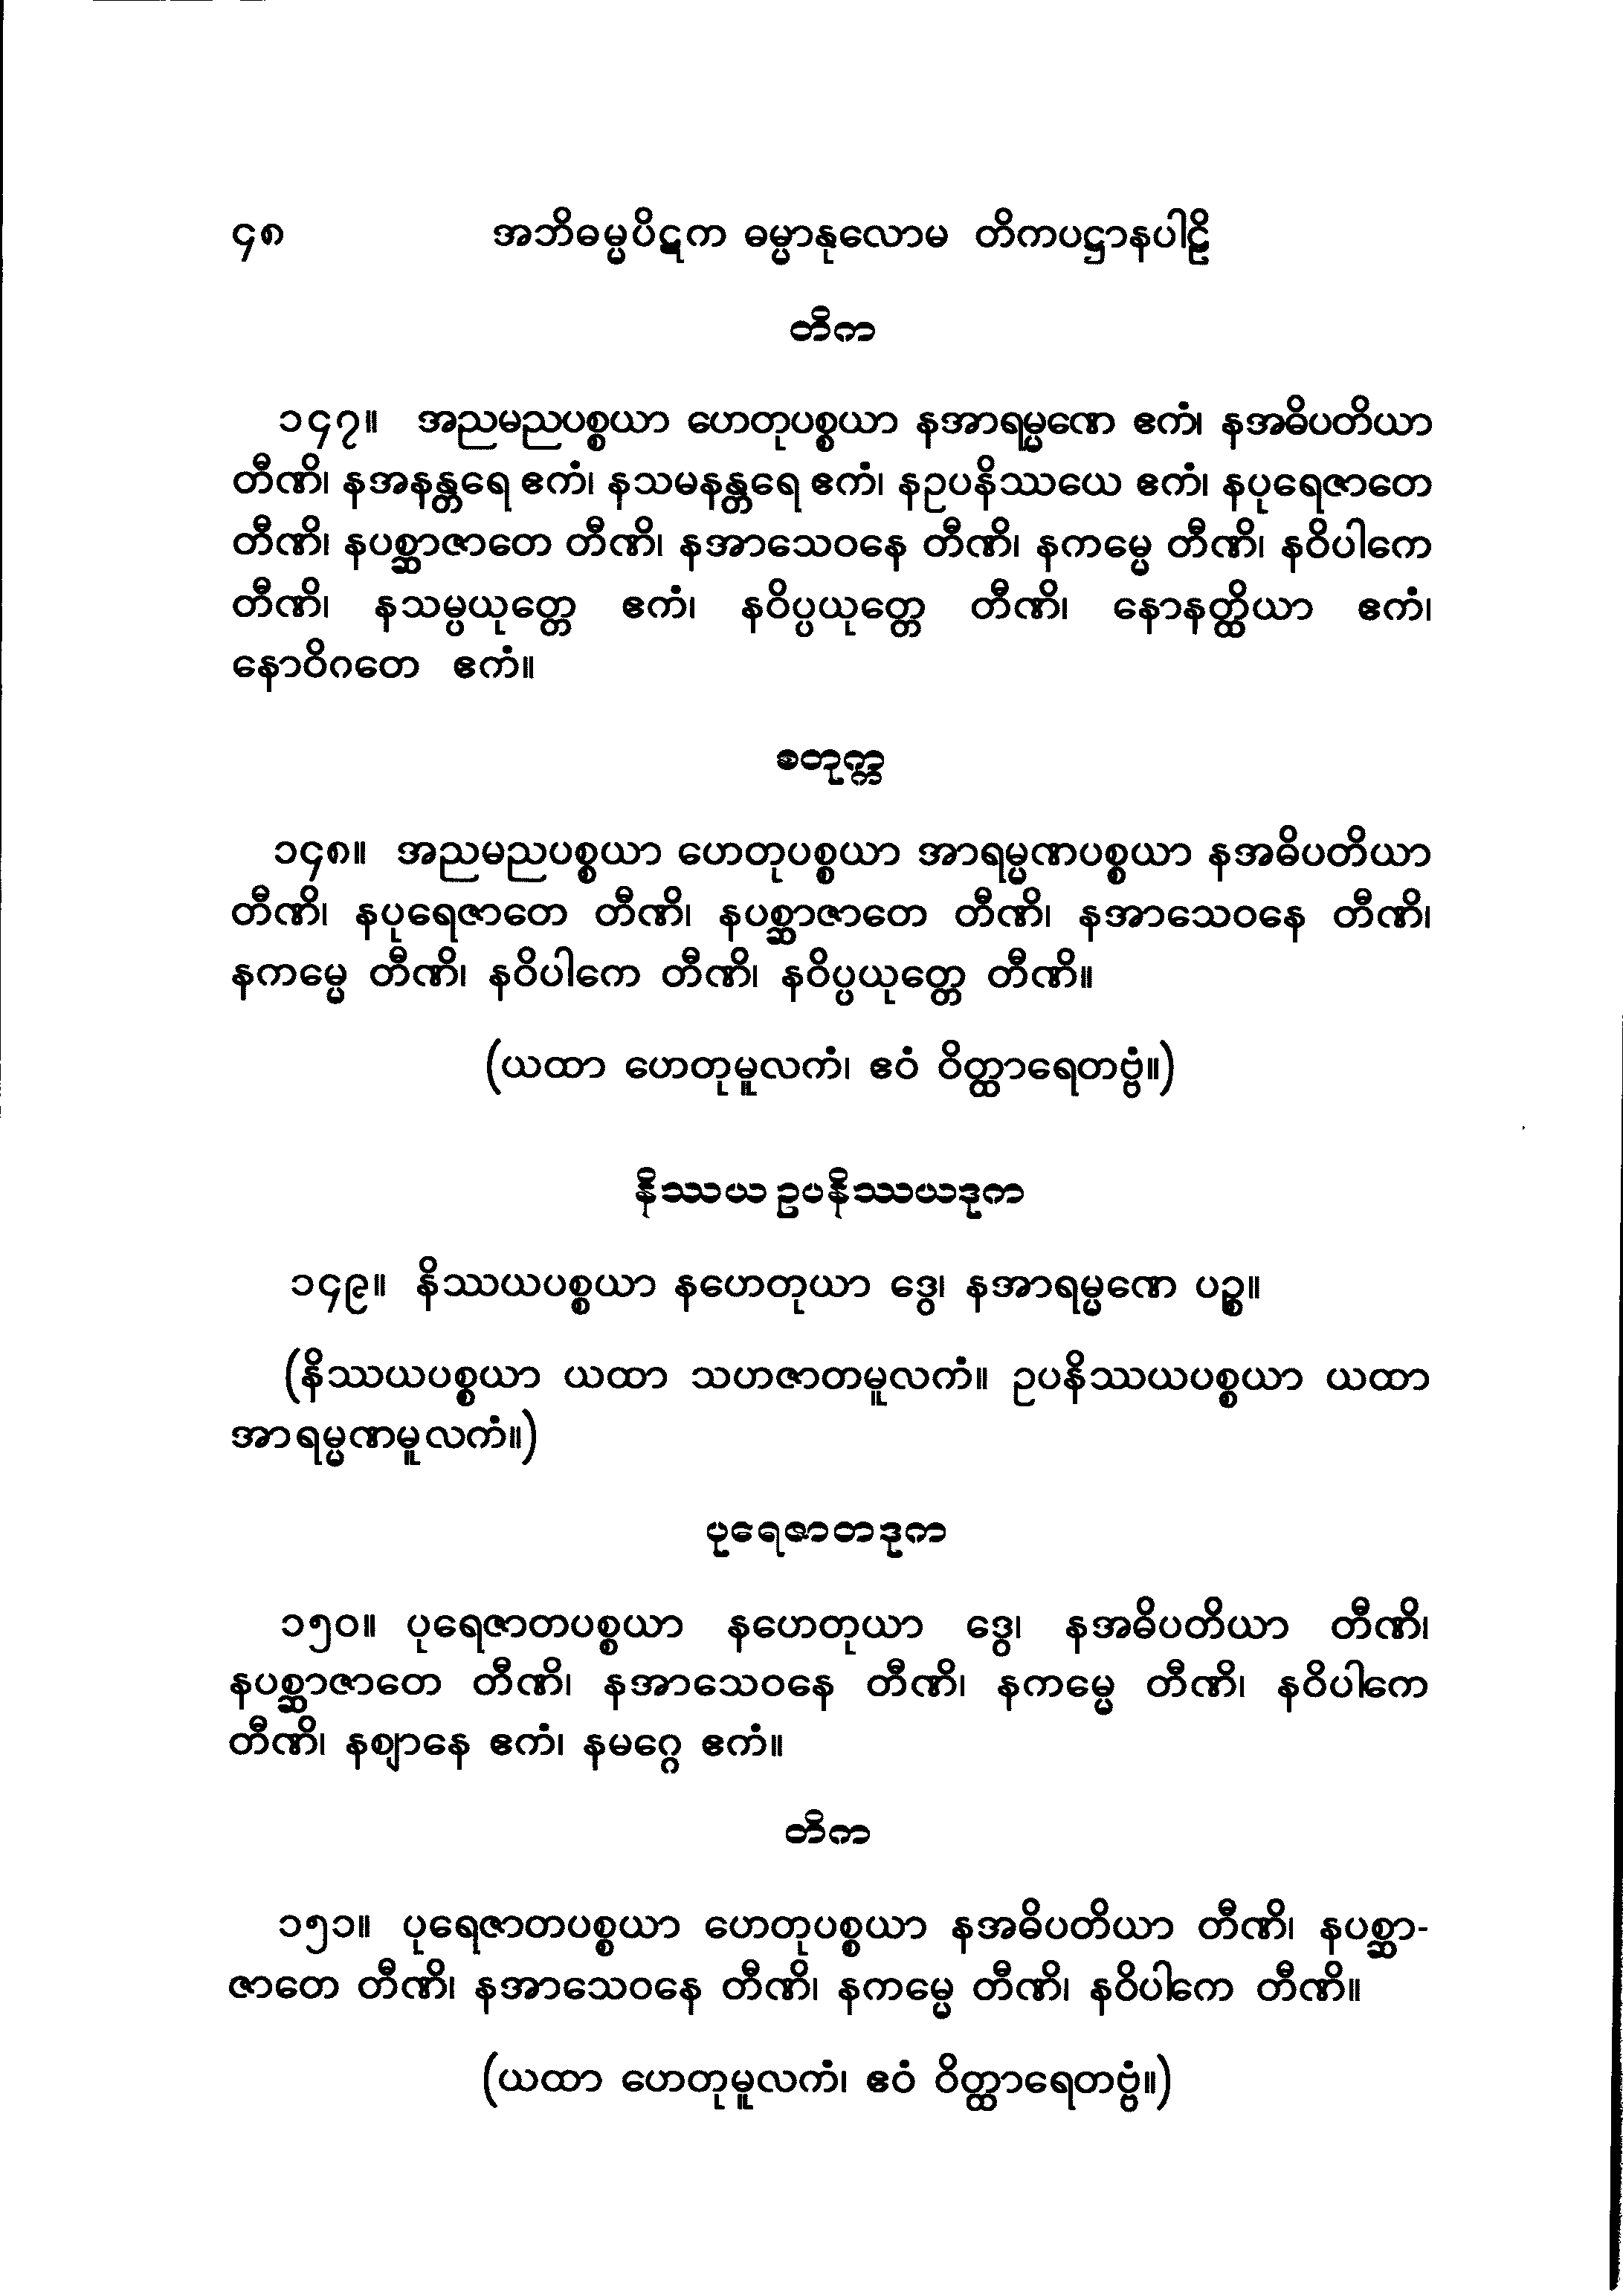 ၄၈ အဘိဓမ္မပိဋက ဓမ္မာနုလောမ တိကပဋ္ဌာနပါဠိ
တိက
၁၄၇။ အညမညပစ္စယာ ဟေတုပစ္စယာ နအာရမ္မဏေ ဧကံ၊ နအဓိပတိယာ
တီဏိ၊ နအနန္တရေ ဧကံ၊ နသမနန္တရေ ဧကံ၊ နဥပနိဿယေ ဧကံ၊ နပုရေဇာတေ
တီဏိ၊ နပစ္ဆာဇာတေ တီဏိ၊ နအာသေဝနေ တီဏိ၊ နကမ္မေ တီဏိ၊ နဝိပါကေ
တီဏိ၊ နသမ္ပယုတ္တေ ဧကံ၊ နဝိပ္ပယုတ္တေ တီဏိ၊ နောနတ္ထိယာ ဧကံ၊
နောဝိဂတေ ဧကံ။
စတုက္က
၁၄၈။ အညမညပစ္စယာ ဟေတုပစ္စယာ အာရမ္မဏပစ္စယာ နအဓိပတိယာ
တီဏိ၊ နပုရေဇာတေ တီဏိ၊ နပစ္ဆာဇာတေ တီဏိ၊ နအာသေဝနေ တီဏိ၊
နကမ္မေ တီဏိ၊ နဝိပါကေ တီဏိ၊ နဝိပ္ပယုတ္တေ တီဏိ။
(ယထာ ဟေတုမူလကံ၊ ဧဝံ ဝိတ္ထာရေတဗ္ဗံ။)
နိဿယ ဥပနိဿယဒုက
၁၄၉။ နိဿယပစ္စယာ နဟေတုယာ ဒွေ၊ နအာရမ္မဏေ ပဉ္စ။
(နိဿယပစ္စယာ ယထာ သဟဇာတမူလကံ။ ဥပနိဿယပစ္စယာ ယထာ
အာရမ္မဏမူလကံ။)
ပုရေဇာတဒုက
၁၅၀။ ပုရေဇာတပစ္စယာ နဟေတုယာ ဒွေ၊ နအဓိပတိယာ တီဏိ၊
နပစ္ဆာဇာတေ တီဏိ၊ နအာသေဝနေ တီဏိ၊ နကမ္မေ တီဏိ၊ နဝိပါကေ
တီဏိ၊ နဈာနေ ဧကံ၊ နမဂ္ဂေ ဧကံ။
တိက
၁၅၁။ ပုရေဇာတပစ္စယာ ဟေတုပစ္စယာ နအဓိပတိယာ တီဏိ၊ နပစ္ဆာ-
ဇာတေ တီဏိ၊ နအာသေဝနေ တီဏိ၊ နကမ္မေ တီဏိ၊ နဝိပါကေ တီဏိ။
(ယထာ ဟေတုမူလကံ၊ ဧဝံ ဝိတ္ထာရေတဗ္ဗံ။)